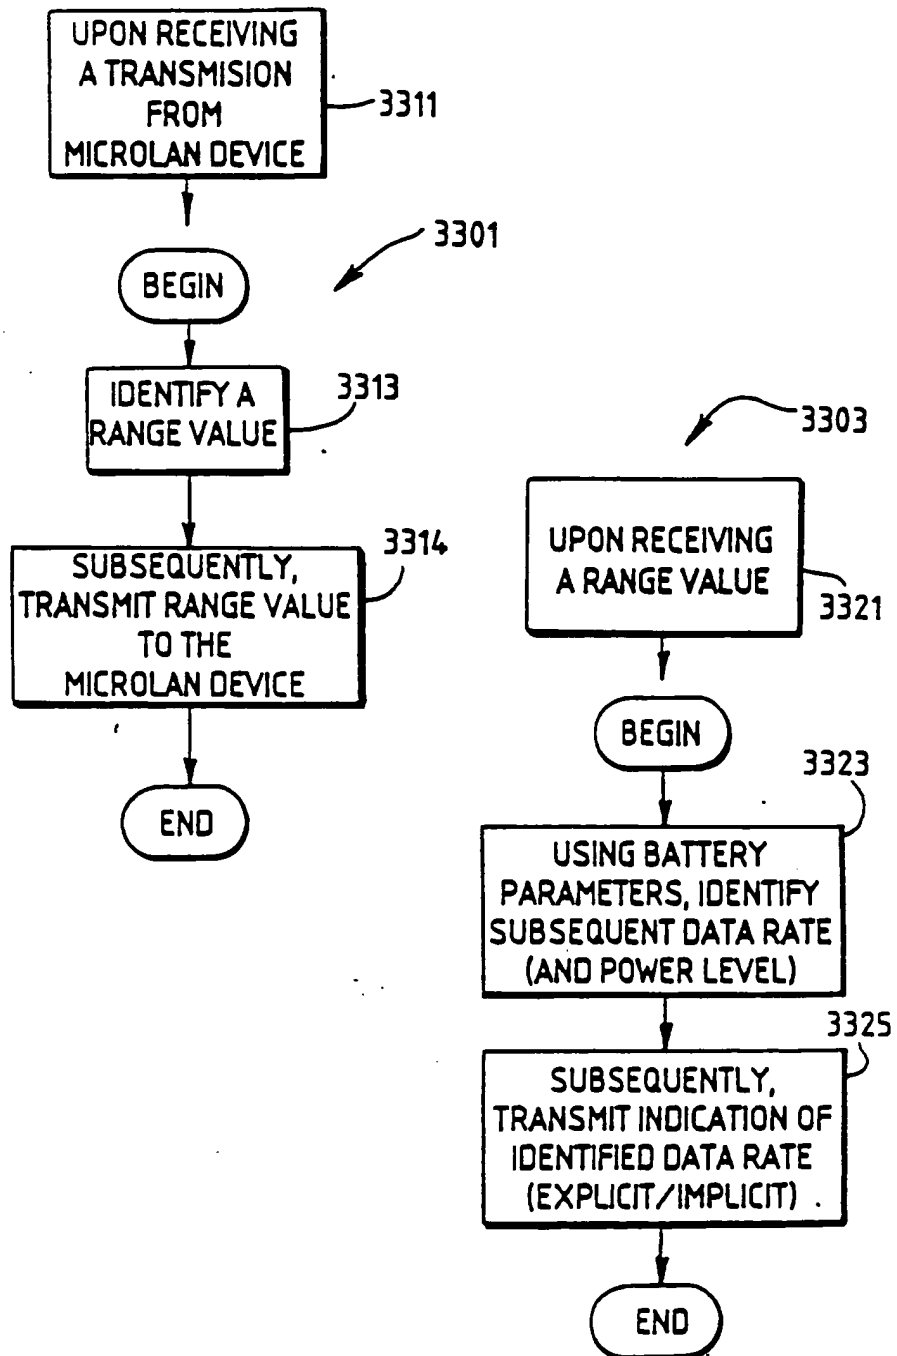 UPON RECEIVING
A TRANSMISION
FROM
MICROLAN DEVICE
3311
3301
BEGIN
IDENTIFY A
RANGE VALUE
3313
SUBSEQUENTLY,
TRANSMIT RANGE VALUE
TO THE
MICROLAN DEVICE
3314
END
3303
UPON RECEIVING
A RANGE VALUE
3321
BEGIN
3323
USING BATTERY
PARAMETERS, IDENTIFY
SUBSEQUENT DATA RATE
(AND POWER LEVEL)
3325
SUBSEQUENTLY,
TRANSMIT INDICATION OF
IDENTIFIED DATA RATE
(EXPLICIT/IMPLICIT)
END